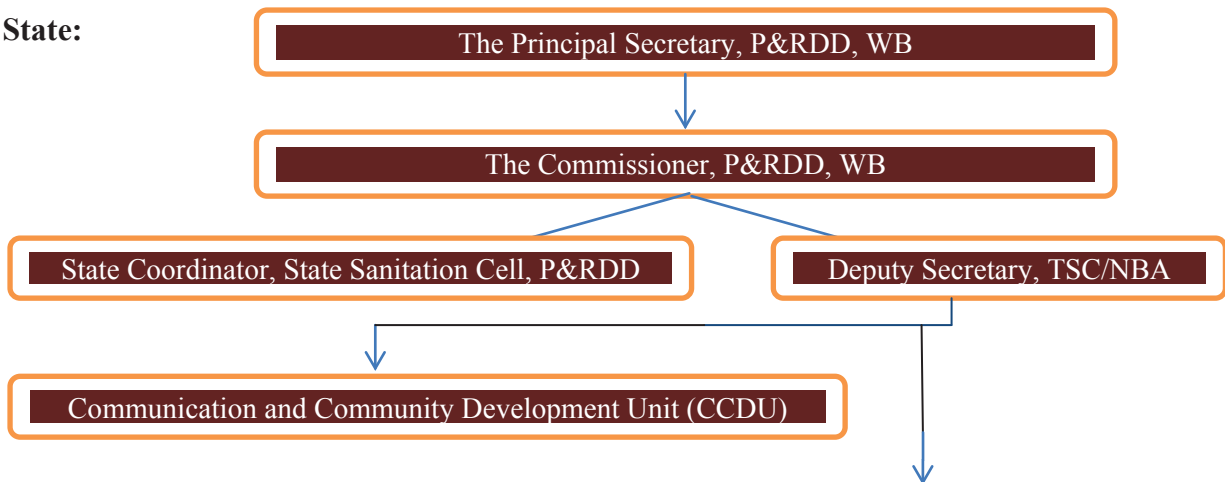 State:
The Principal Secretary, P&RDD, WB
The Commissioner, P&RDD, WB
State Coordinator, State Sanitation Cell, P&RDD
Deputy Secretary, TSC/NBA
Communication and Community Development Unit (CCDU)